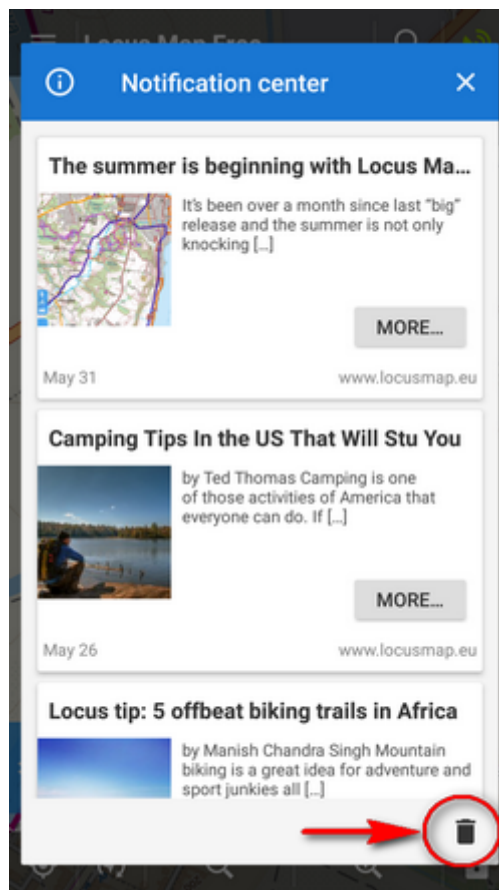 Locus Map Free
Notification center
The summer is beginning with Locus Ma...
It's been over a month since last "big"
release and the summer is not only
knocking [...]
MORE...
May 31
www.locusmap.eu
Camping Tips In the US That Will Stu You
by Ted Thomas Camping is one
of those activities of America that
everyone can do. If [...]
MORE...
May 26
www.locusmap.eu
Locus tip: 5 offbeat biking trails in Africa
by Manish Chandra Singh Mountain
biking is a great idea for adventure and
sport junkies all [...]